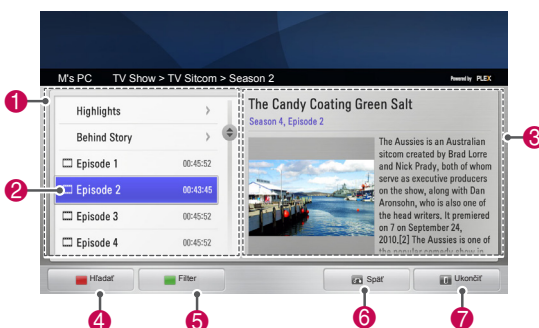 M's PC TV Show > TV Sitcom > Season 2
Powered by PLEX
1
Highlights
Behind Story
Episode 1 00:45:52
2
Episode 2 00:43:45
Episode 3 00:45:52
Episode 4 00:45:52
The Candy Coating Green Salt
Season 4, Episode 2
3
The Aussies is an Australian
sitcom created by Brad Lorre
and Nick Prady, both of whom
serve as executive producers
on the show, along with Dan
Aronsohn, who is also one of
the head writers. It premiered
on 7 on September 24,
2010.[2] The Aussies is one of
the popular comedy show in
Hľadať
Filter
Späť
Ukončiť
4
5
6
7